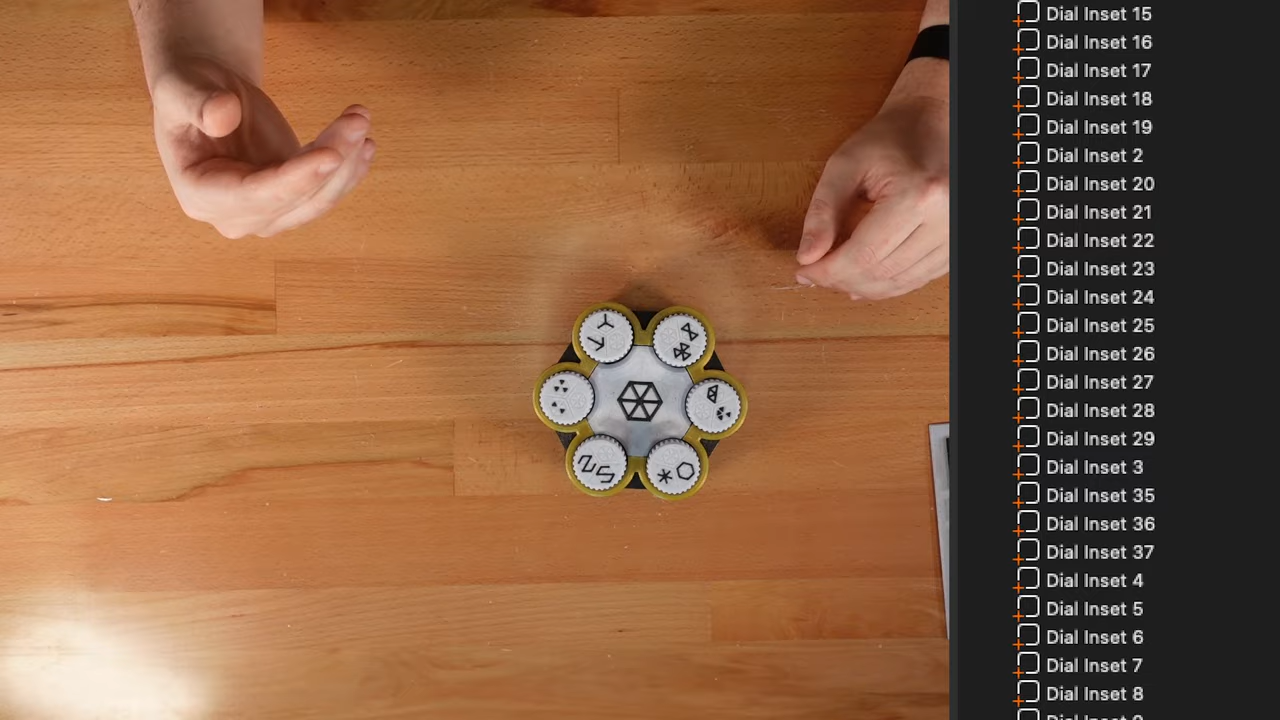 Dial Inset 15
Dial Inset 16
Dial Inset 17
Dial Inset 18
Dial Inset 19
Dial Inset 2
Dial Inset 20
Dial Inset 21
Dial Inset 22
Dial Inset 23
Dial Inset 24
Dial Inset 25
Dial Inset 26
Dial Inset 27
Dial Inset 28
Dial Inset 29
Dial Inset 3
Dial Inset 35
Dial Inset 36
Dial Inset 37
Dial Inset 4
Dial Inset 5
Dial Inset 6
Dial Inset 7
Dial Inset 8